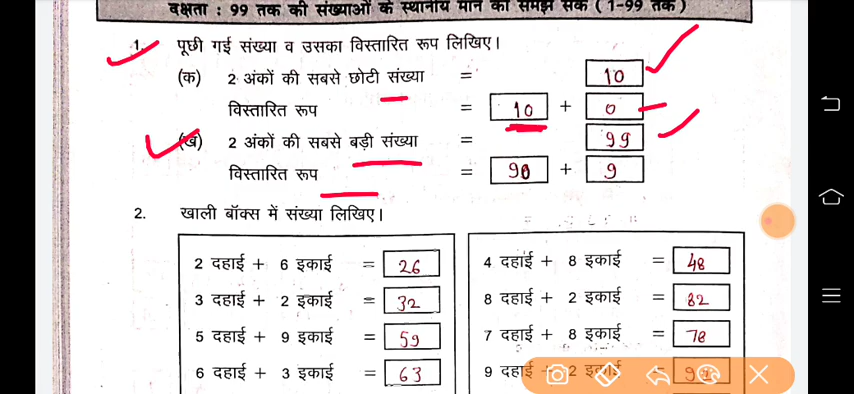 दक्षता : 99 तक की संख्याओं के स्थानीय मान को समझ सकें ( 1-99 तक)
1. पूछी गई संख्या व उसका विस्तारित रूप लिखिए।
(क) 2 अंकों की सबसे छोटी संख्या = 10
विस्तारित रूप = 10 + 0
(ख) 2 अंकों की सबसे बड़ी संख्या = 99
विस्तारित रूप = 90 + 9
2. खाली बॉक्स में संख्या लिखिए।
2 दहाई + 6 इकाई = 26
3 दहाई + 2 इकाई = 32
5 दहाई + 9 इकाई = 59
6 दहाई + 3 इकाई = 63
4 दहाई + 8 इकाई = 48
8 दहाई + 2 इकाई = 82
7 दहाई + 8 इकाई = 78
9 दहाई + 2 इकाई =